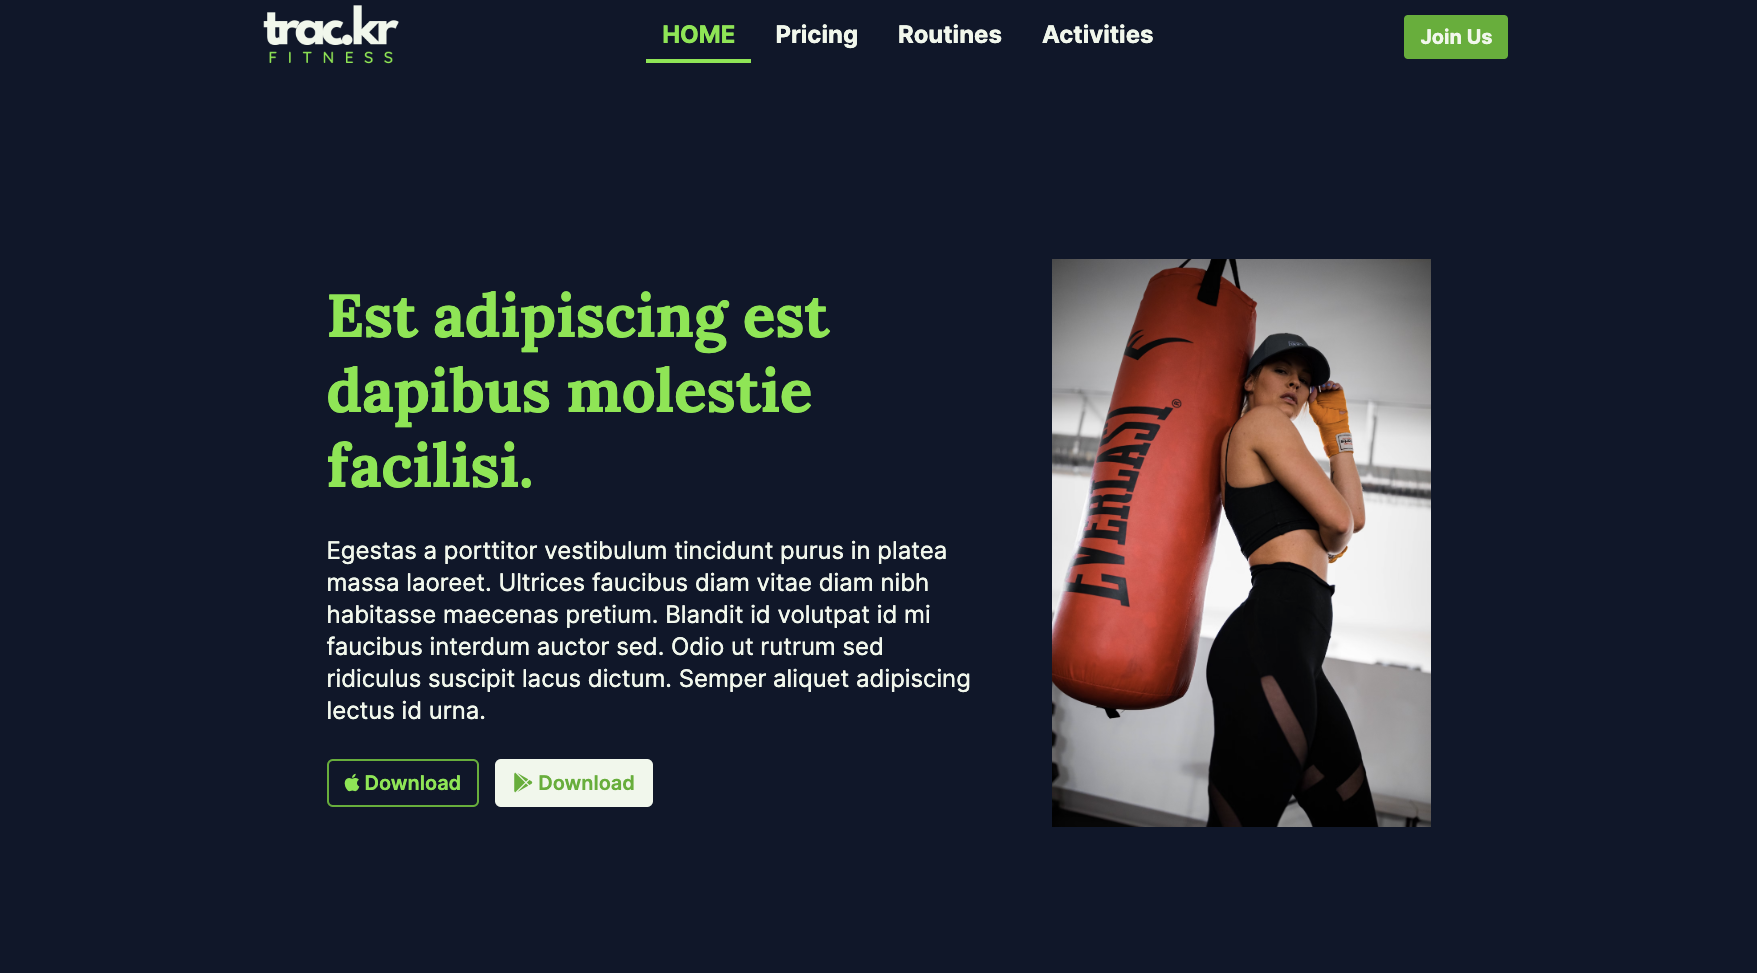 trac.kr
FITNESS
HOME
Pricing
Routines
Activities
Join Us
Est adipiscing est
dapibus molestie
facilisi.
Egestas a porttitor vestibulum tincidunt purus in platea
massa laoreet. Ultrices faucibus diam vitae diam nibh
habitasse maecenas pretium. Blandit id volutpat id mi
faucibus interdum auctor sed. Odio ut rutrum sed
ridiculus suscipit lacus dictum. Semper aliquet adipiscing
lectus id urna.
Download
Download
EVERLAST®